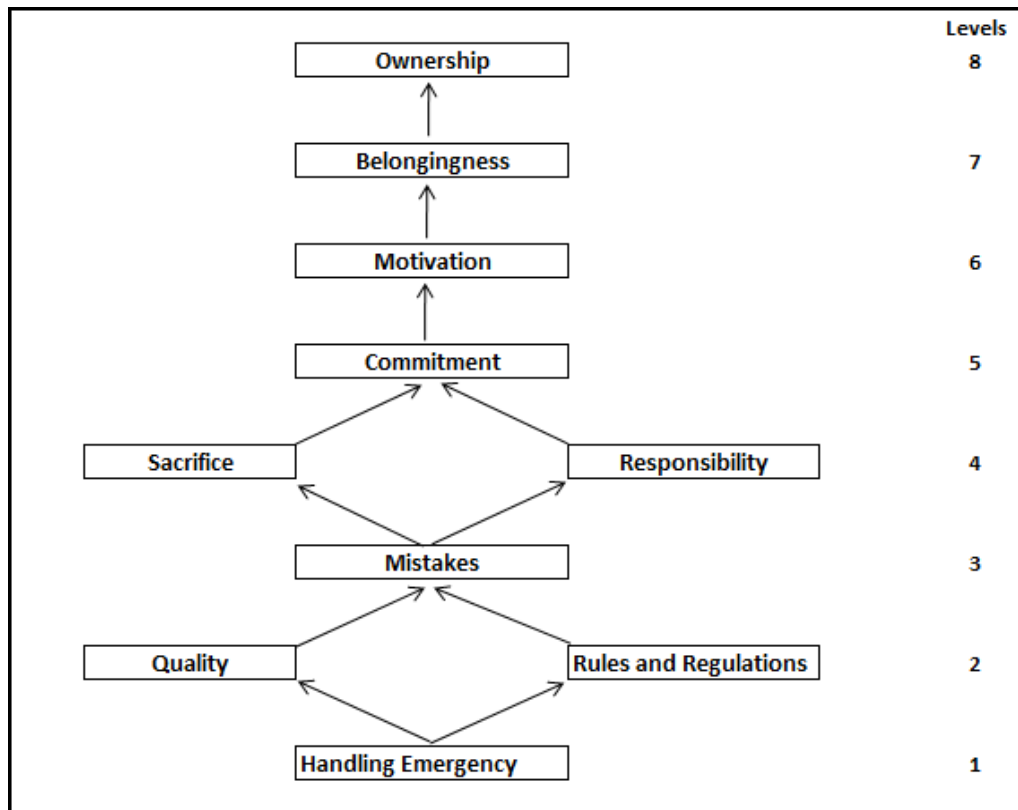 Levels
Ownership 8
Belongingness 7
Motivation 6
Commitment 5
Sacrifice Responsibility 4
Mistakes 3
Quality Rules and Regulations 2
Handling Emergency 1